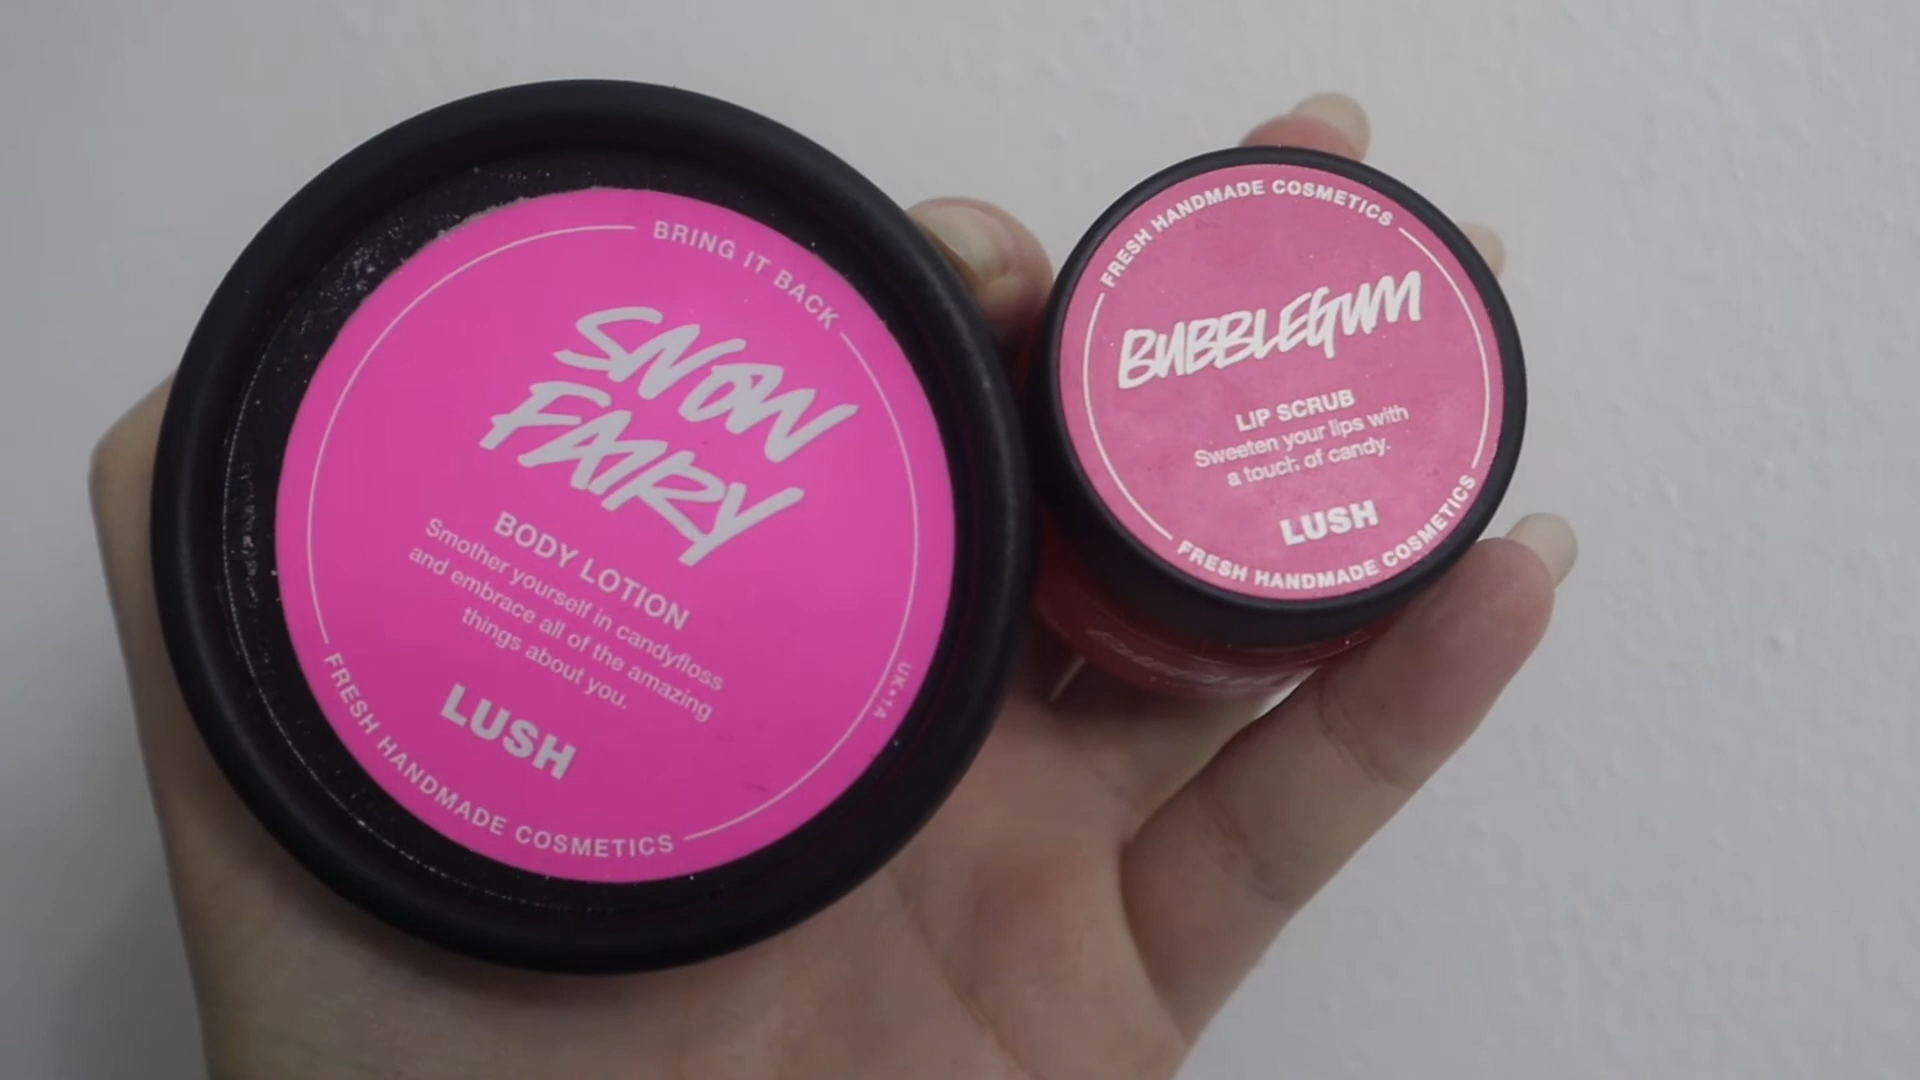 BRING IT BACK
SNOW
FAIRY
BODY LOTION
Smother yourself in candyfloss
and embrace all of the amazing
things about you.
LUSH
UK•1A
FRESH HANDMADE COSMETICS
FRESH HANDMADE COSMETICS
BUBBLEGUM
LIP SCRUB
Sweeten your lips with
a touch of candy.
LUSH
FRESH HANDMADE COSMETICS